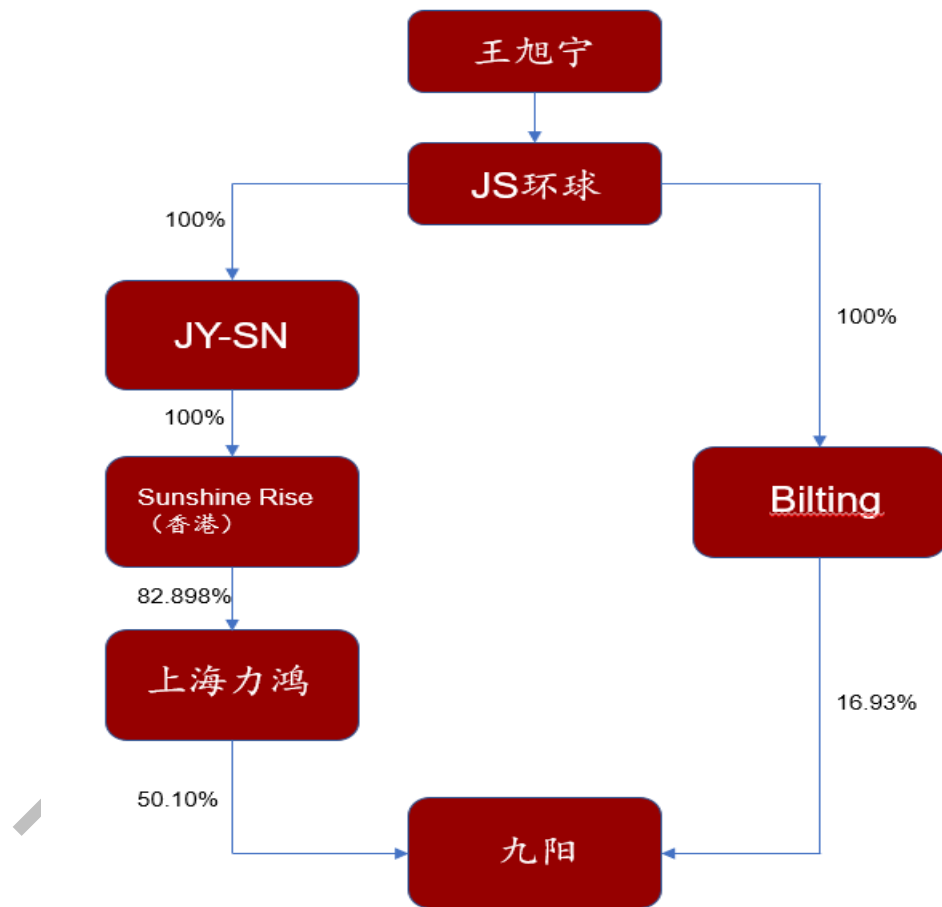 王旭宁
JS环球
100%
100%
JY-SN
100%
Sunshine Rise
（香港）
Bilting
82.898%
上海力鸿
16.93%
50.10%
九阳